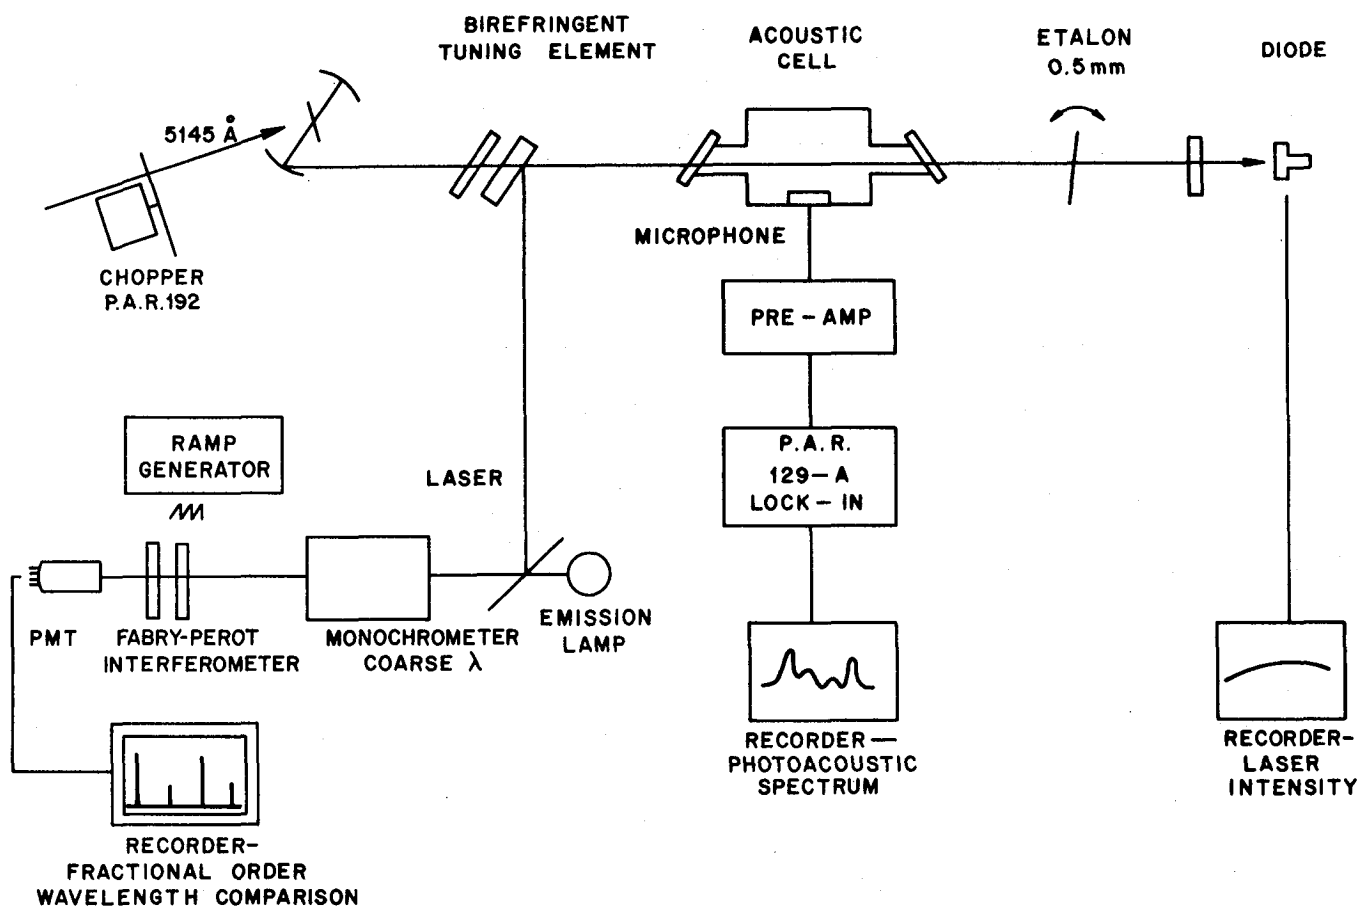 BIREFRINGENT
TUNING ELEMENT
ACOUSTIC
CELL
ETALON
0.5mm
DIODE
5145 Å
CHOPPER
P.A.R.192
MICROPHONE
PRE-AMP
RAMP
GENERATOR
LASER
P.A.R.
129-A
LOCK-IN
PMT
FABRY-PEROT
INTERFEROMETER
MONOCHROMETER
COARSE λ
EMISSION
LAMP
RECORDER—
PHOTOACOUSTIC
SPECTRUM
RECORDER-
LASER
INTENSITY
RECORDER-
FRACTIONAL ORDER
WAVELENGTH COMPARISON